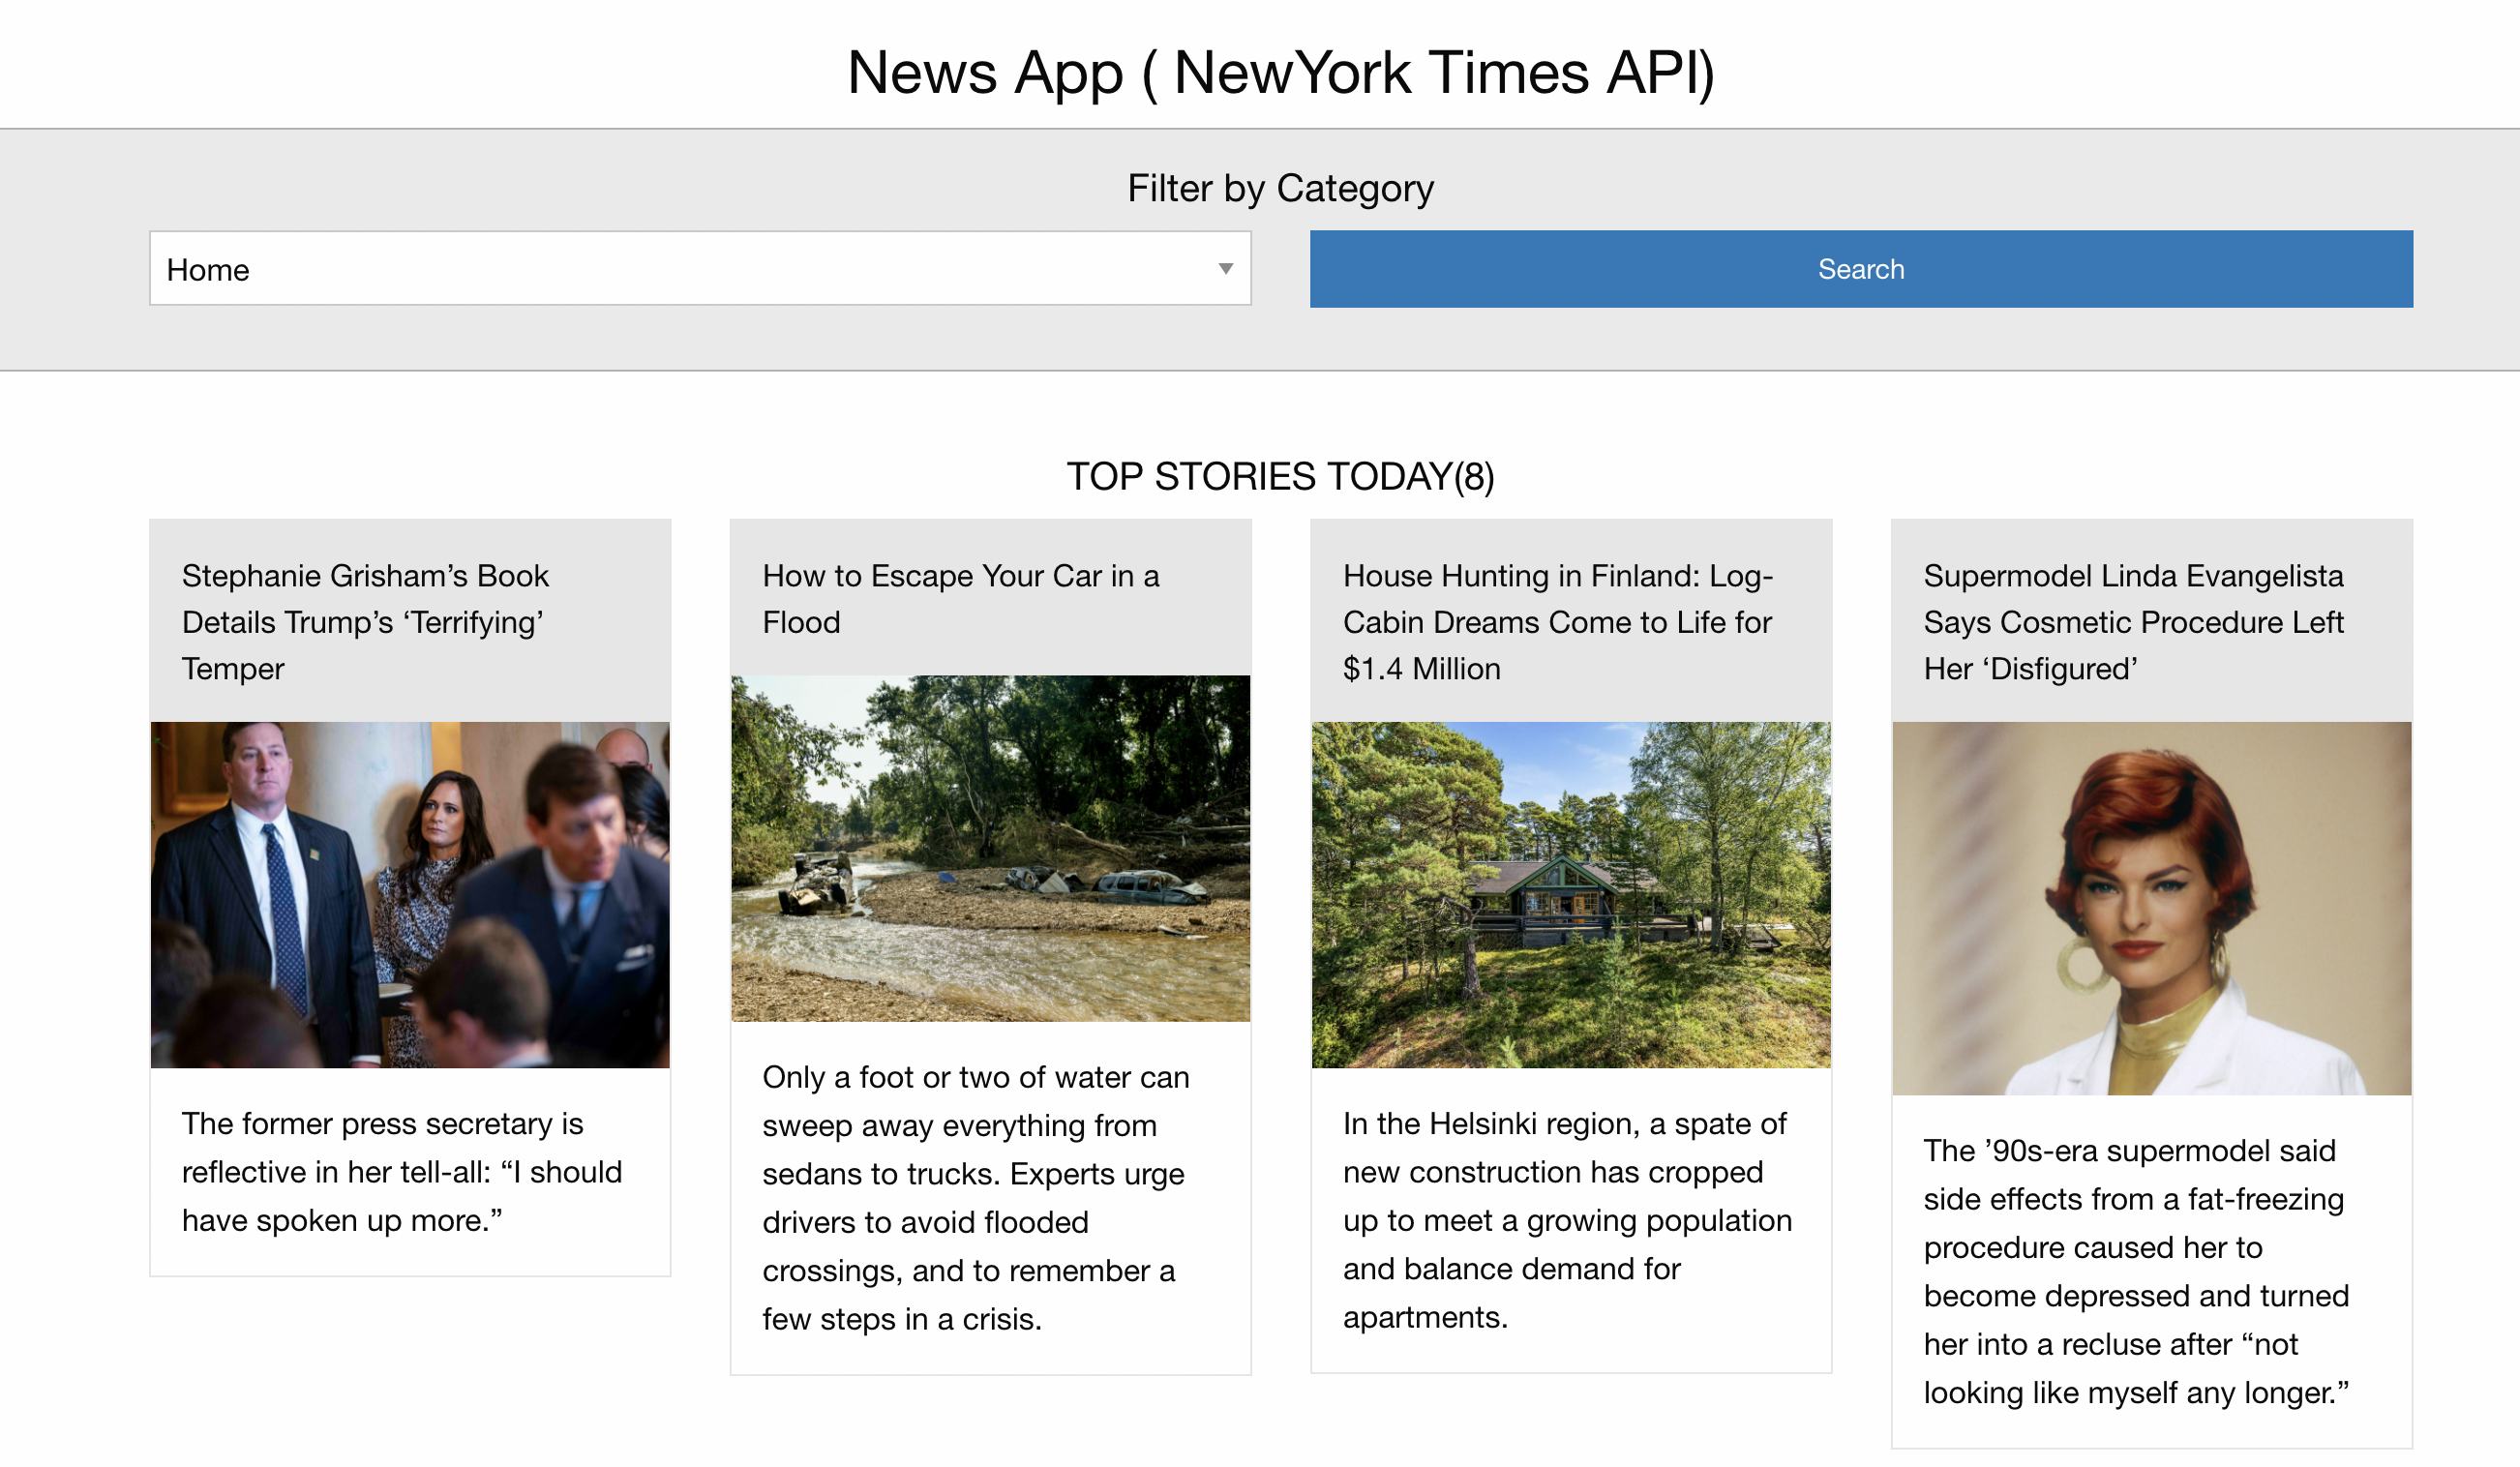 News App ( NewYork Times API)
Filter by Category
Home
Search
TOP STORIES TODAY(8)
Stephanie Grisham’s Book
Details Trump’s ‘Terrifying’
Temper
The former press secretary is
reflective in her tell-all: “I should
have spoken up more.”
How to Escape Your Car in a
Flood
Only a foot or two of water can
sweep away everything from
sedans to trucks. Experts urge
drivers to avoid flooded
crossings, and to remember a
few steps in a crisis.
House Hunting in Finland: Log-
Cabin Dreams Come to Life for
$1.4 Million
In the Helsinki region, a spate of
new construction has cropped
up to meet a growing population
and balance demand for
apartments.
Supermodel Linda Evangelista
Says Cosmetic Procedure Left
Her ‘Disfigured’
The ’90s-era supermodel said
side effects from a fat-freezing
procedure caused her to
become depressed and turned
her into a recluse after “not
looking like myself any longer.”